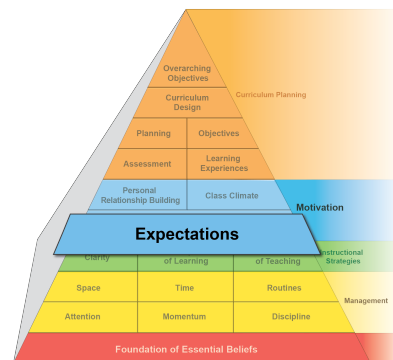 Overarching
Objectives
Curriculum Planning
Curriculum
Design
Planning
Objectives
Assessment
Learning
Experiences
Personal
Relationship Building
Class Climate
Motivation
Expectations
Clarity
of Learning
of Teaching
Instructional
Strategies
Space
Time
Routines
Management
Attention
Momentum
Discipline
Foundation of Essential Beliefs